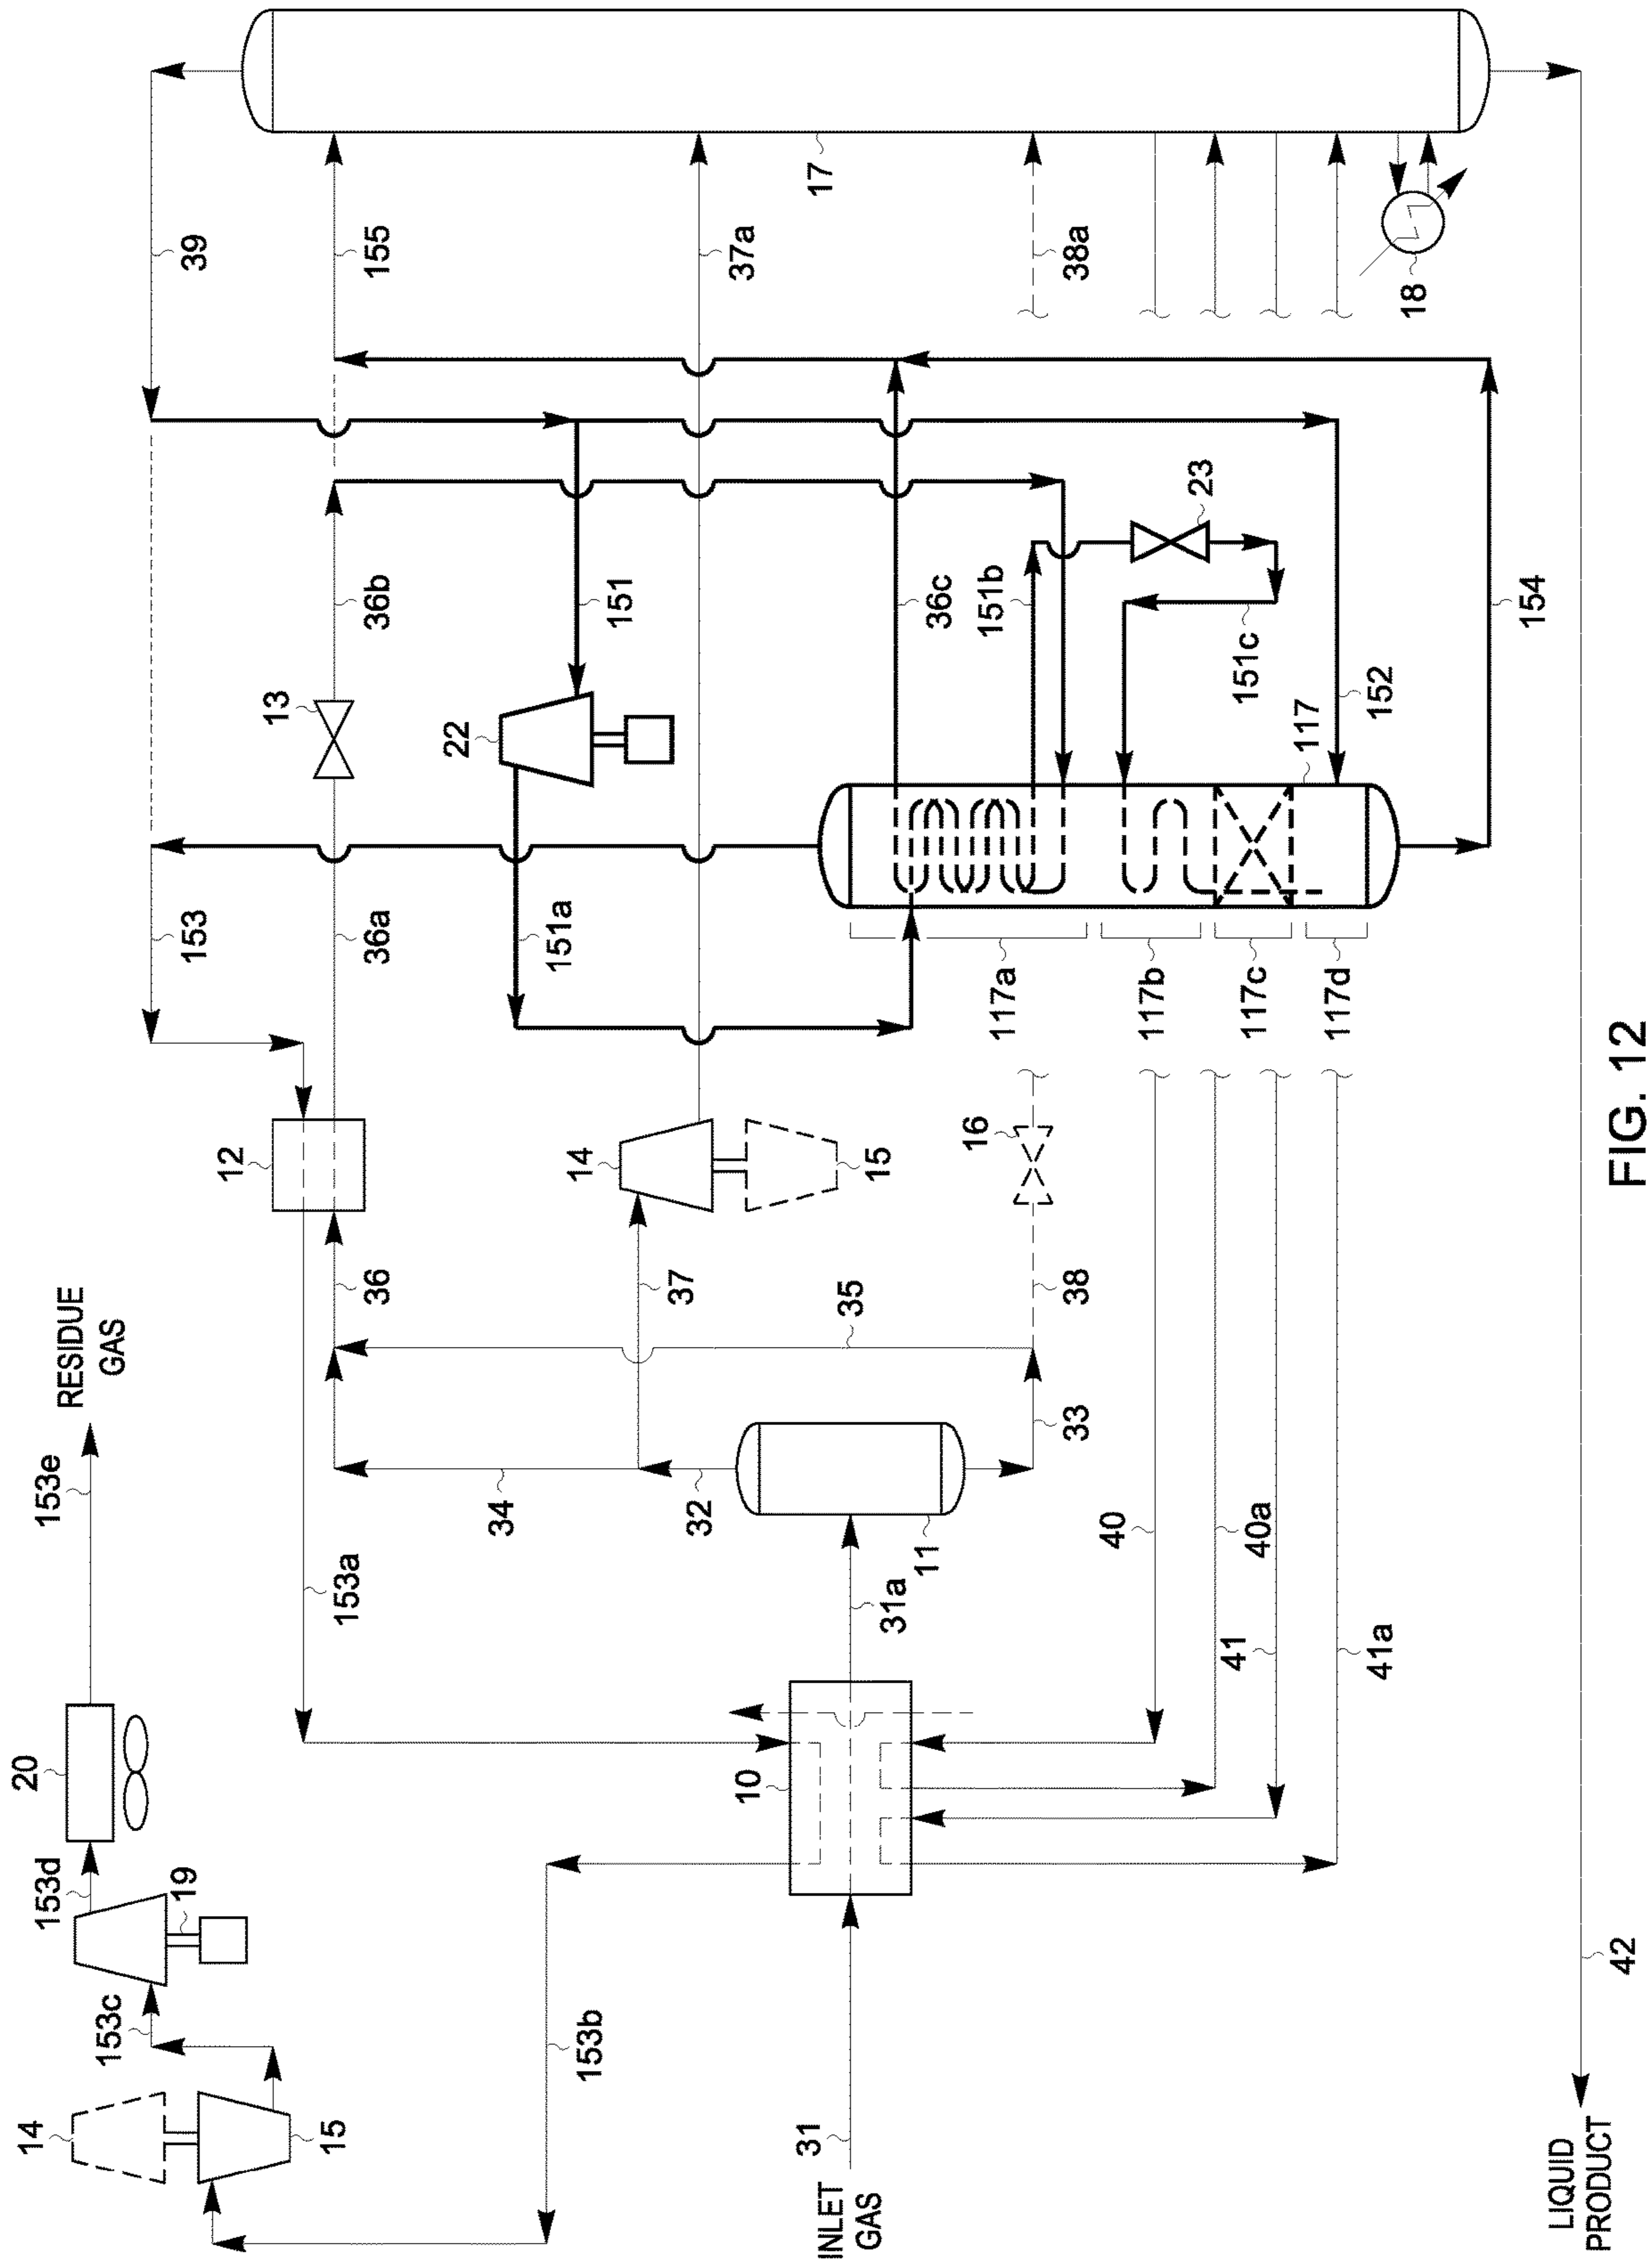 14
20
153d
153e
RESIDUE
GAS
153c
19
153
39
12
13
15
153a
36
36a
36b
155
22
34
151a
14
153b
151
37
32
10
37a
31
INLET
GAS
17
35
15
31a
11
36c
16
151b
117a
33
38
38a
40
117b
23
41
151c
40a
117c
117
117d
152
41a
18
154
LIQUID
PRODUCT
42
FIG. 12